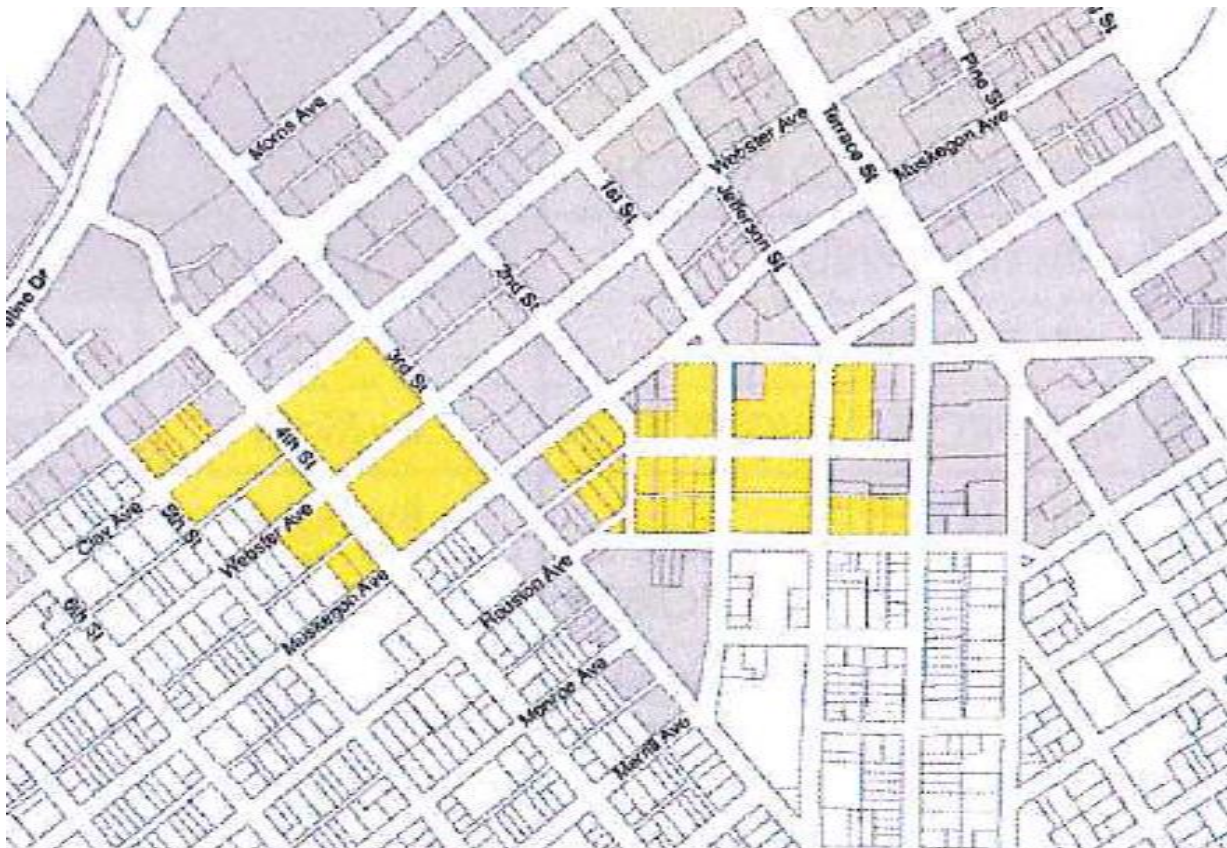 Morris Ave
Webster Ave
Terrace St
Pine St
Muskegon Ave
1st St
Jefferson St
2nd St
3rd St
4th St
5th St
6th St
Clay Ave
Webster Ave
Muskegon Ave
Houston Ave
Monroe Ave
Merrill Ave